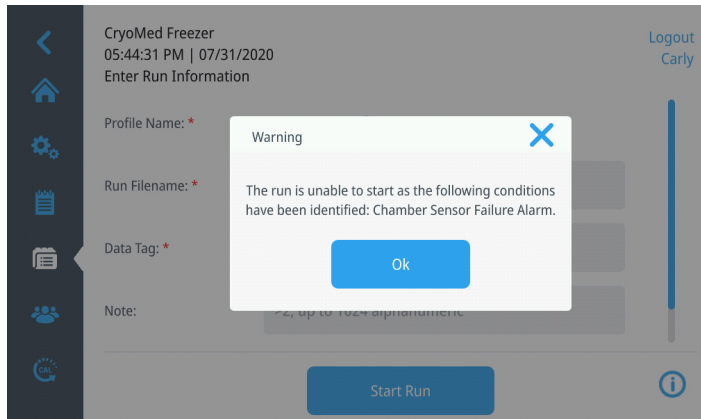 CryoMed Freezer
05:44:31 PM | 07/31/2020
Enter Run Information
Logout
Carly
Profile Name: *
Warning
Run Filename: *
The run is unable to start as the following conditions
have been identified: Chamber Sensor Failure Alarm.
Data Tag: *
Ok
Note:
>2, up to 1024 alphanumeric
CAL
Start Run